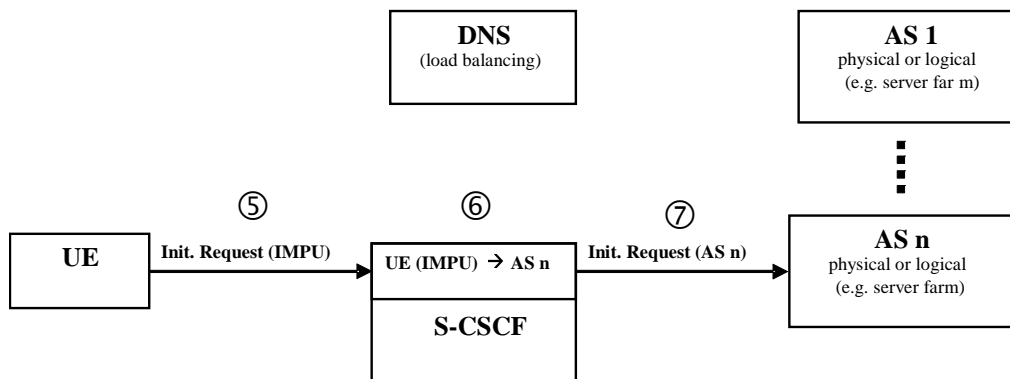 DNS
(load balancing)
AS 1
physical or logical
(e.g. server far m)
⑤
⑥
⑦
UE
Init. Request (IMPU)
UE (IMPU) → AS n
Init. Request (AS n)
AS n
physical or logical
(e.g. server farm)
S-CSCF